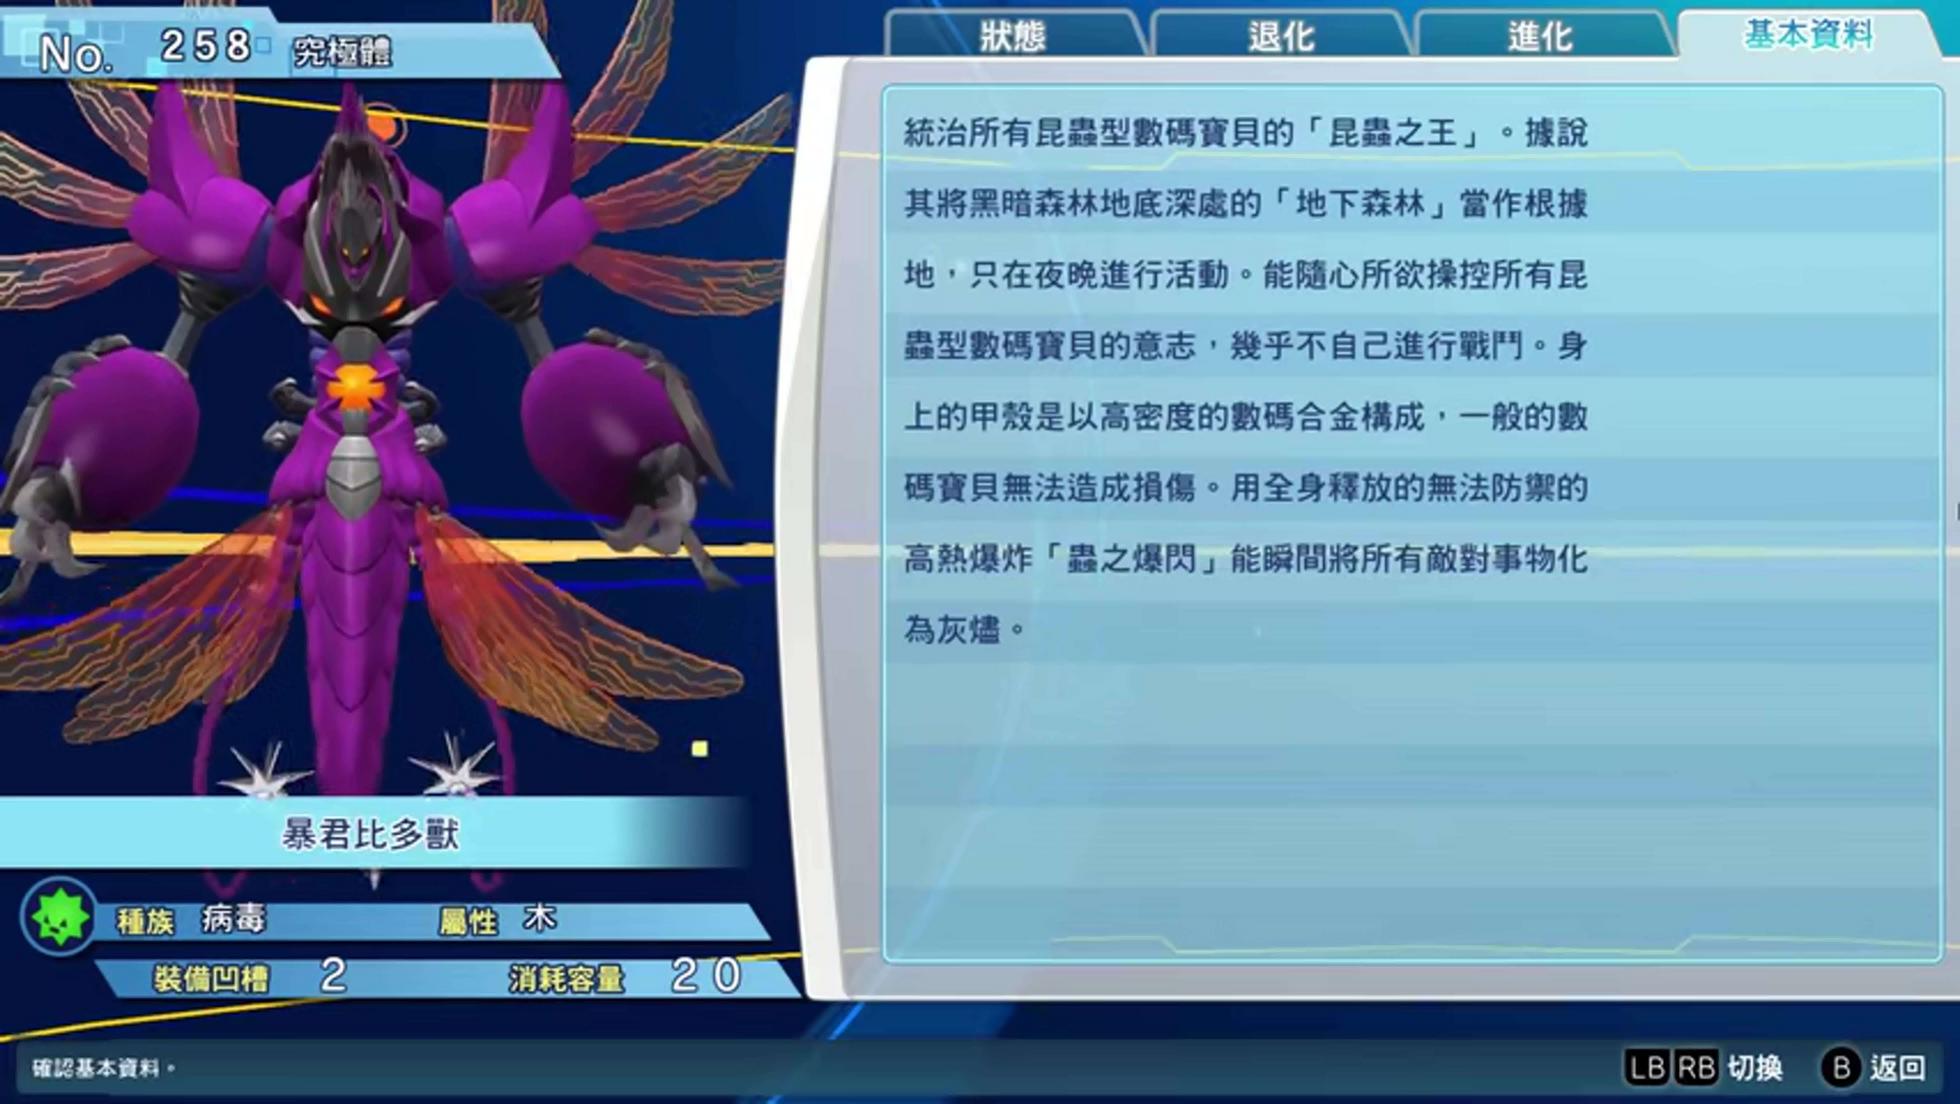 No. 258 究極體
狀態 退化 進化 基本資料
統治所有昆蟲型數碼寶貝的「昆蟲之王」。據說
其將黑暗森林地底深處的「地下森林」當作根據
地，只在夜晚進行活動。能隨心所欲操控所有昆
蟲型數碼寶貝的意志，幾乎不自己進行戰鬥。身
上的甲殼是以高密度的數碼合金構成，一般的數
碼寶貝無法造成損傷。用全身釋放的無法防禦的
高熱爆炸「蟲之爆閃」能瞬間將所有敵對事物化
為灰燼。
暴君比多獸
種族 病毒 屬性 木
裝備凹槽 2 消耗容量 20
確認基本資料。
LB RB 切換 B 返回